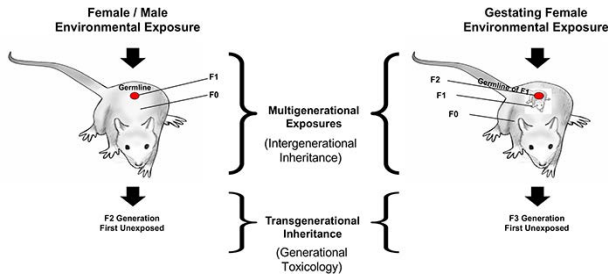 Female / Male
Environmental Exposure
Germline
F1
F0
F2 Generation
First Unexposed
Multigenerational
Exposures
(Intergenerational
Inheritance)
Transgenerational
Inheritance
(Generational
Toxicology)
Gestating Female
Environmental Exposure
F2
Germline of F1
F1
F0
F3 Generation
First Unexposed